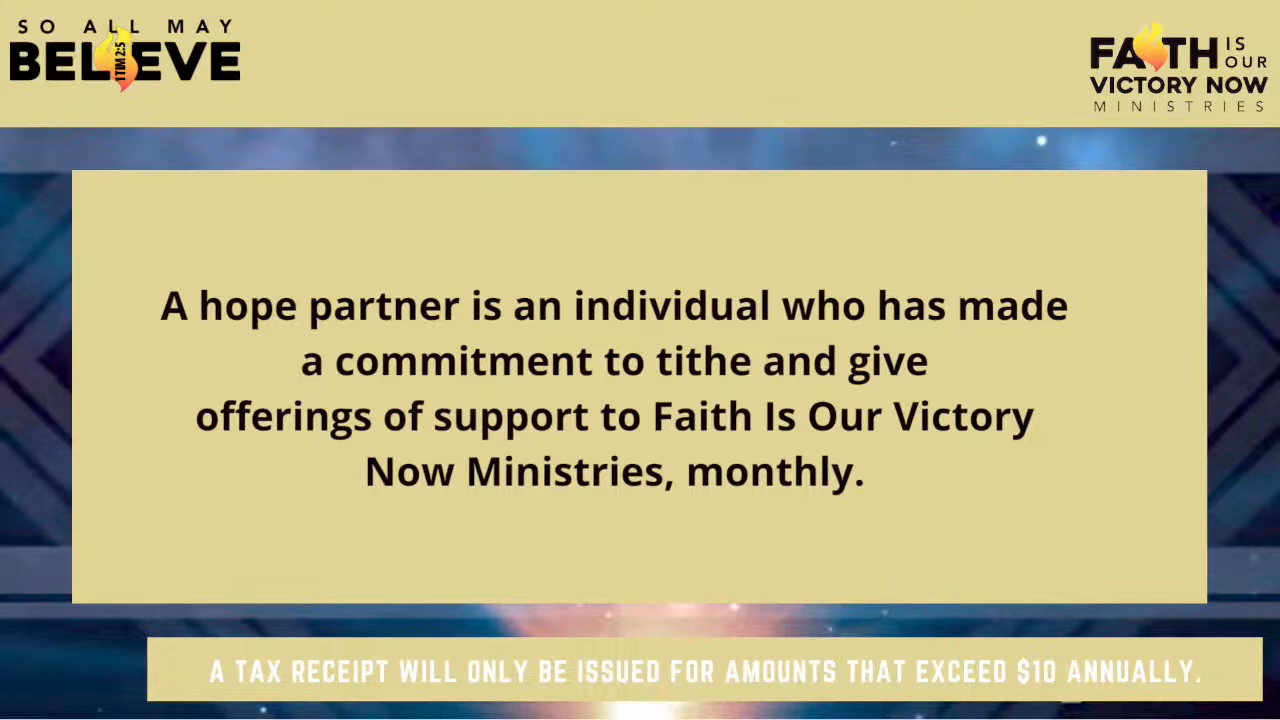 SO ALL MAY
BELIEVE
1 TIM 2:5
FAITH IS OUR
VICTORY NOW
MINISTRIES
A hope partner is an individual who has made
a commitment to tithe and give
offerings of support to Faith Is Our Victory
Now Ministries, monthly.
A TAX RECEIPT WILL ONLY BE ISSUED FOR AMOUNTS THAT EXCEED $10 ANNUALLY.